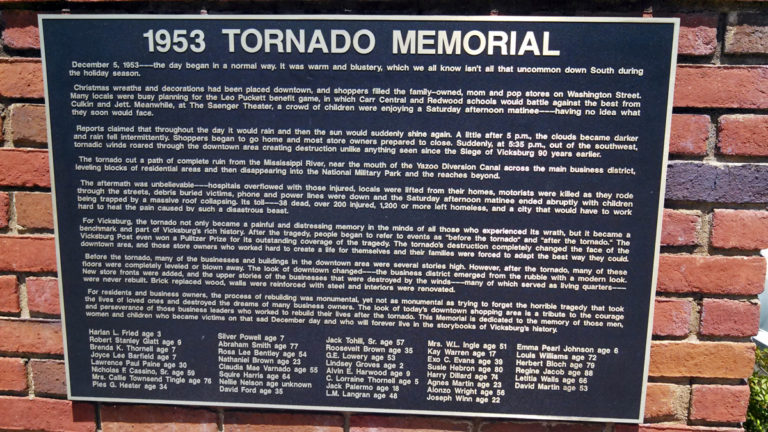 1953 TORNADO MEMORIAL
December 5, 1953----the day began in a normal way. It was warm and blustery, which we all know isn't all that uncommon down South during
the holiday season.
Christmas wreaths and decorations had been placed downtown, and shoppers filled the family-owned, mom and pop stores on Washington Street.
Many locals were busy planning for the Leo Puckett benefit game, in which Carr Central and Redwood schools would battle against the best from
Culkin and Jett. Meanwhile, at The Saenger Theater, a crowd of children were enjoying a Saturday afternoon matinee----having no idea what
they soon would face.
Reports claimed that throughout the day it would rain and then the sun would suddenly shine again. A little after 5 p.m., the clouds became darker
and rain fell intermittently. Shoppers began to go home and most store owners prepared to close. Suddenly, at 5:35 p.m., out of the southwest,
tornadic winds roared through the downtown area creating destruction unlike anything seen since the Siege of Vicksburg 90 years earlier.
The tornado cut a path of complete ruin from the Mississippi River, near the mouth of the Yazoo Diversion Canal across the main business district,
leveling blocks of residential areas and then disappearing into the National Military Park and the reaches beyond.
The aftermath was unbelievable----hospitals overflowed with those injured, locals were lifted from their homes, motorists were killed as they rode
through the streets, debris buried victims, phone and power lines were down and the Saturday afternoon matinee ended abruptly with children
being trapped by a massive roof collapsing. Its toll----38 dead, over 200 injured, 1,200 or more left homeless, and a city that would have to work
hard to heal the pain caused by such a disastrous beast.
For Vicksburg, the tornado not only became a painful and distressing memory in the minds of all those who experienced its wrath, but it became a
benchmark and part of Vicksburg's rich history. After the tragedy, people began to refer to events as "before the tornado" and "after the tornado." The
Vicksburg Post even won a Pulitzer Prize for its outstanding coverage of the tragedy. The tornado's destruction completely changed the face of the
downtown area, and those store owners who worked hard to create a life for themselves and their families were forced to adapt the best way they could.
Before the tornado, many of the businesses and buildings in the downtown area were several stories high. However, after the tornado, many of these
floors were completely leveled or blown away. The look of downtown changed----the business district emerged from the rubble with a modern look.
New store fronts were added, and the upper stories of the businesses that were destroyed by the winds----many of which served as living quarters----
were never rebuilt. Brick replaced wood, walls were reinforced with steel and interiors were renovated.
For residents and business owners, the process of rebuilding was monumental, yet not as monumental as trying to forget the horrible tragedy that took
the lives of loved ones and destroyed the dreams of many business owners. The look of today's downtown shopping area is a tribute to the courage
and perseverance of those business leaders who worked to rebuild their lives after the tornado. This Memorial is dedicated to the memory of those men,
women and children who became victims on that sad December day and who will forever live in the storybooks of Vicksburg's history.
Harlan L. Fried age 3
Robert Stanley Glatt age 9
Brenda K. Thornell age 7
Joyce Lee Barfield age 7
Lawrence Paul Paine age 30
Nicholas F. Cassino, Sr. age 59
Mrs. Callie Townsend Tingle age 76
Pies G. Hester age 34
Silver Powell age 7
Abraham Smith age 77
Rosa Lee Bentley age 54
Nathaniel Brown age 23
Claudia Mae Varnado age 55
Squire Harris age 64
Nellie Nelson age unknown
David Ford age 35
Jack Tohill, Sr. age 57
Roosevelt Brown age 35
G.E. Lowery age 53
Lindsey Groves age 2
Alvin E. Harwood age 9
C. Lorraine Thornell age 5
Jack Palermo age 18
L.M. Langran age 48
Mrs. W.L. Ingle age 51
Kay Warren age 17
Exo C. Evans age 38
Susie Hebron age 80
Harry Dillard age 74
Agnes Martin age 23
Alonzo Wright age 56
Joseph Winn age 22
Emma Pearl Johnson age 6
Louis Williams age 72
Herbert Bloch age 79
Regine Jacob age 88
Letitia Walls age 66
David Martin age 53